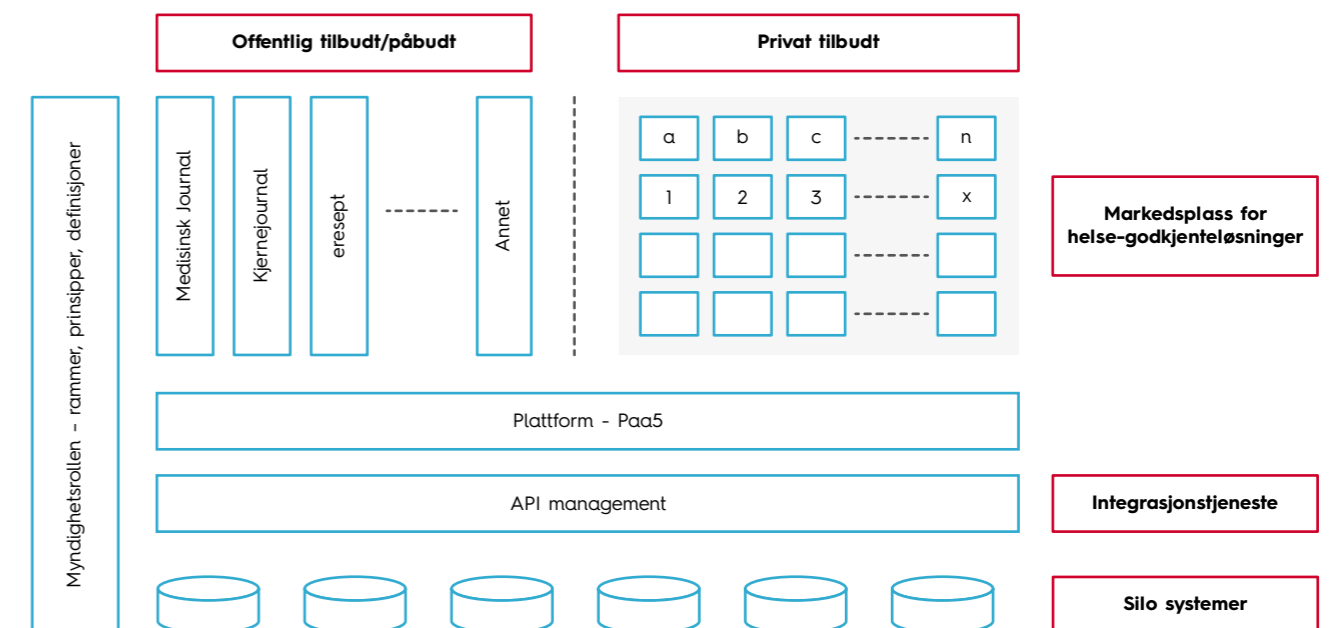 Offentlig tilbudt/påbudt
Privat tilbudt
Myndighetsrollen - rammer, prinsipper, definisjoner
Medisinsk Journal
Kjernejournal
eresept
Annet
a b c n
1 2 3 x
Markedsplass for
helse-godkjenteløsninger
Plattform - Paa5
API management
Integrasjonstjeneste
Silo systemer